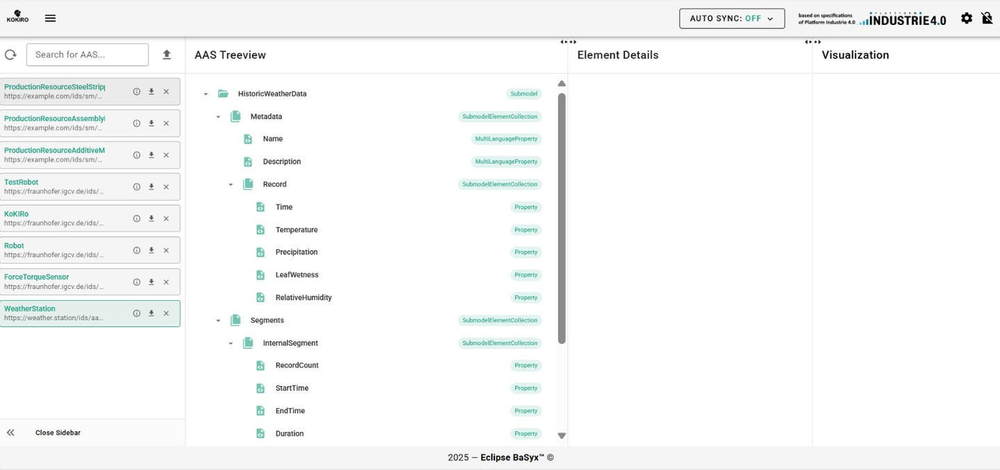 KOKIRO
AUTO SYNC: OFF
based on specifications
of Platform Industrie 4.0
PLATTFORM
INDUSTRIE4.0
Search for AAS...
AAS Treeview
Element Details
Visualization
ProductionResourceSteelStripp
https://example.com/ids/sm/...
ProductionResourceAssembly
https://example.com/ids/sm/...
ProductionResourceAdditiveM
https://example.com/ids/sm/...
TestRobot
https://fraunhofer.igcv.de/ids/...
KoKIRo
https://fraunhofer.igcv.de/ids/...
Robot
https://fraunhofer.igcv.de/ids/...
ForceTorqueSensor
https://fraunhofer.igcv.de/ids/...
WeatherStation
https://weather.station/ids/aa...
Close Sidebar
HistoricWeatherData Submodel
Metadata SubmodelElementCollection
Name MultiLanguageProperty
Description MultiLanguageProperty
Record SubmodelElementCollection
Time Property
Temperature Property
Precipitation Property
LeafWetness Property
RelativeHumidity Property
Segments SubmodelElementCollection
InternalSegment SubmodelElementCollection
RecordCount Property
StartTime Property
EndTime Property
Duration Property
2025 — Eclipse BaSyx™ ©